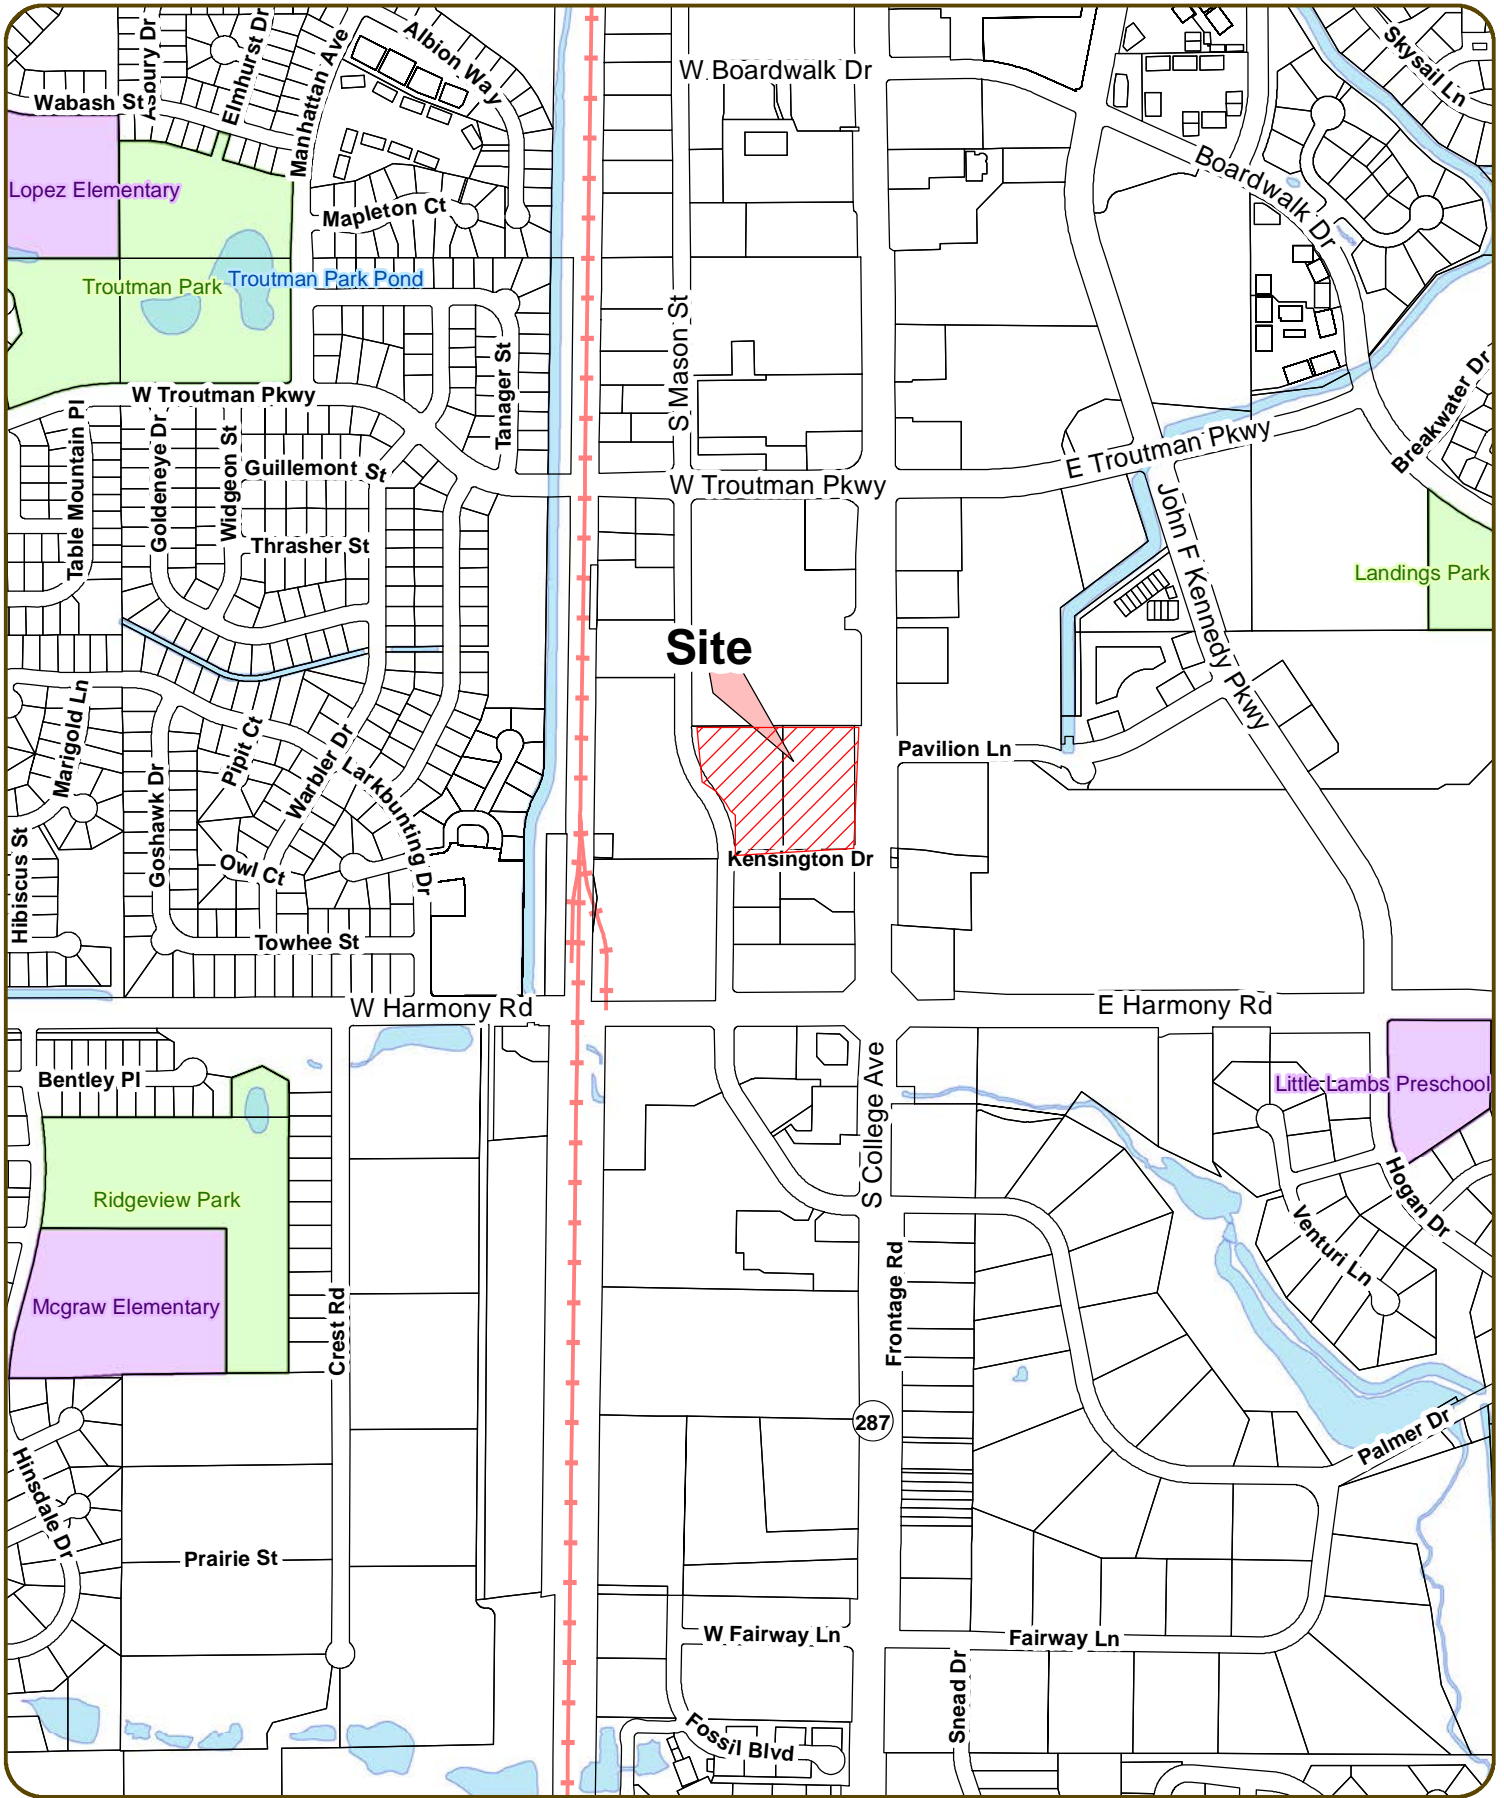 Asbury Dr
Elmhurst Dr
Manhattan Ave
Albion Way
W Boardwalk Dr
Skysail Ln
Wabash St
Boardwalk Dr
Lopez Elementary
Mapleton Ct
Troutman Park
Troutman Park Pond
S Mason St
Tanager St
W Troutman Pkwy
Breakwater Dr
Table Mountain Pl
Goldeneye Dr
Widgeon St
Guillemont St
E Troutman Pkwy
W Troutman Pkwy
John F Kennedy Pkwy
Thrasher St
Landings Park
Site
Marigold Ln
Pipit Ct
Warbler Dr
Larkbunting Dr
Pavilion Ln
Goshawk Dr
Hibiscus St
Owl Ct
Kensington Dr
Towhee St
W Harmony Rd
E Harmony Rd
Bentley Pl
S College Ave
Little Lambs Preschool
Ridgeview Park
Hogan Dr
Venturi Ln
Mcgraw Elementary
Crest Rd
Frontage Rd
287
Palmer Dr
Hinsdale Dr
Prairie St
W Fairway Ln
Fairway Ln
Snead Dr
Fossil Blvd